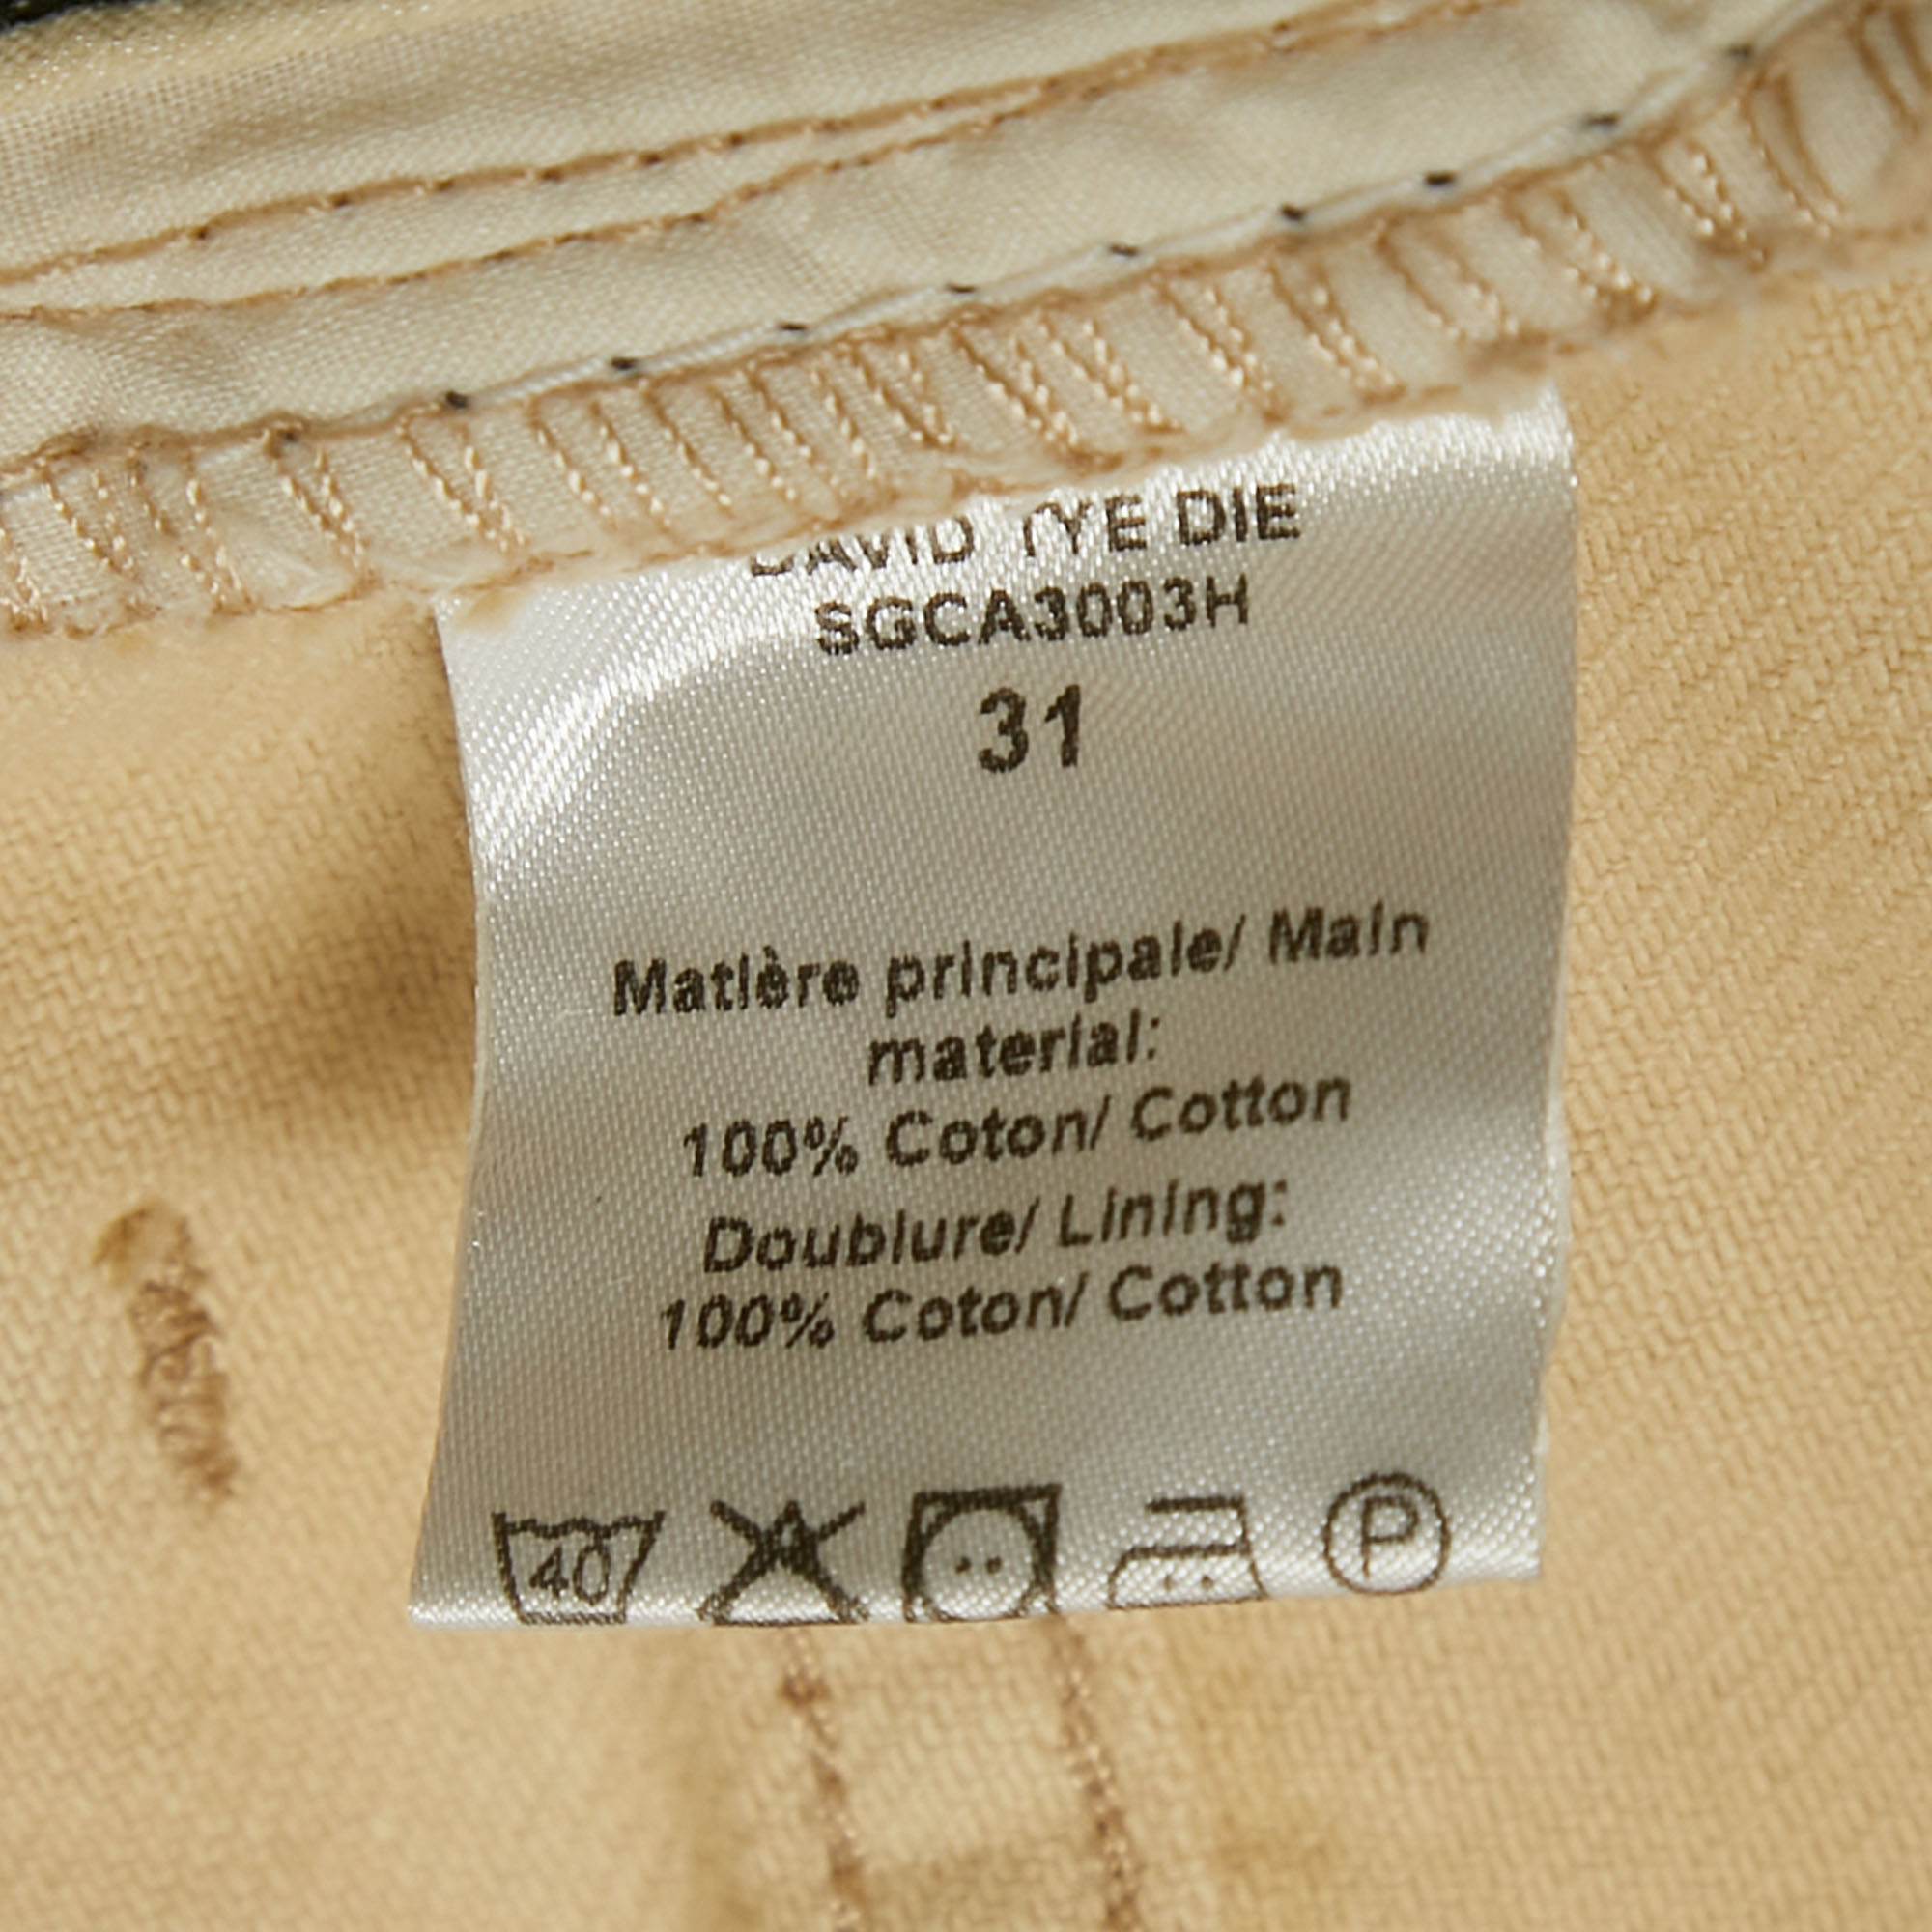 DAVID TYE DIE
SGCA3003H
31
Matière principale/ Main
material:
100% Coton/ Cotton
Doublure/ Lining:
100% Coton/ Cotton
40 P